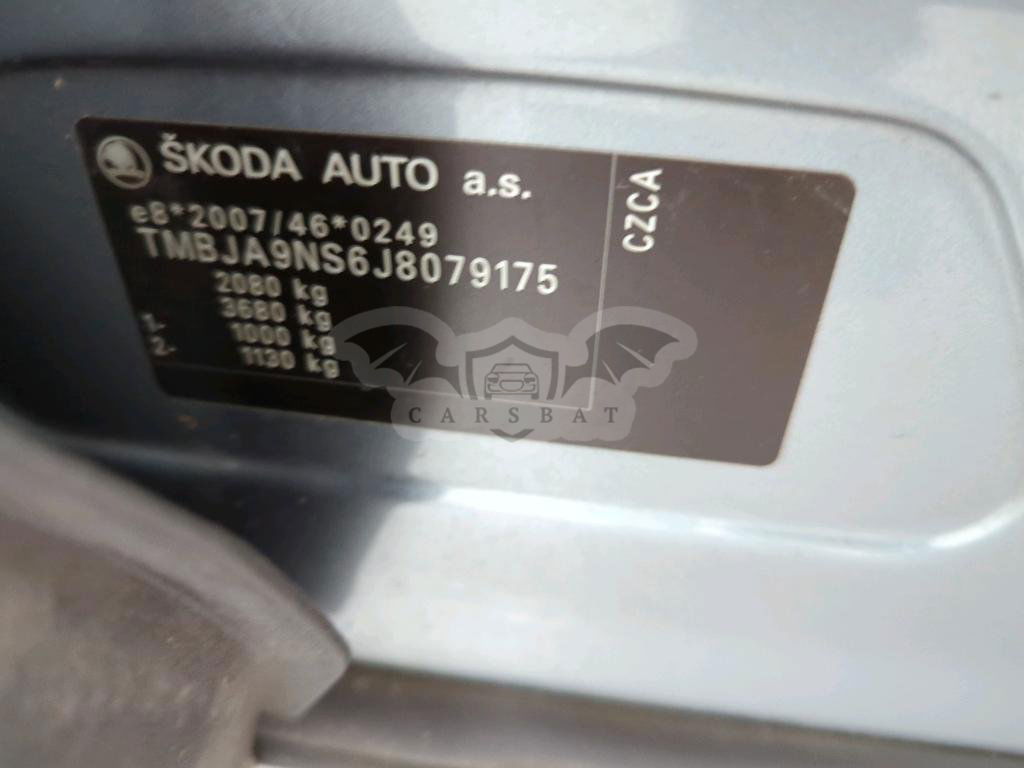 ŠKODA AUTO a.s.
e8*2007/46*0249
TMBJA9NS6J8079175
2080 kg
3680 kg
1- 1000 kg
2- 1130 kg
CZCA
CARSBAT